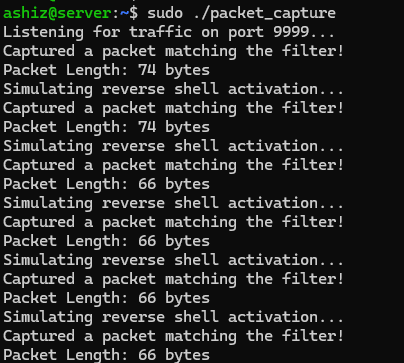 ashiz@server:~$ sudo ./packet_capture
Listening for traffic on port 9999...
Captured a packet matching the filter!
Packet Length: 74 bytes
Simulating reverse shell activation...
Captured a packet matching the filter!
Packet Length: 74 bytes
Simulating reverse shell activation...
Captured a packet matching the filter!
Packet Length: 66 bytes
Simulating reverse shell activation...
Captured a packet matching the filter!
Packet Length: 66 bytes
Simulating reverse shell activation...
Captured a packet matching the filter!
Packet Length: 66 bytes
Simulating reverse shell activation...
Captured a packet matching the filter!
Packet Length: 66 bytes